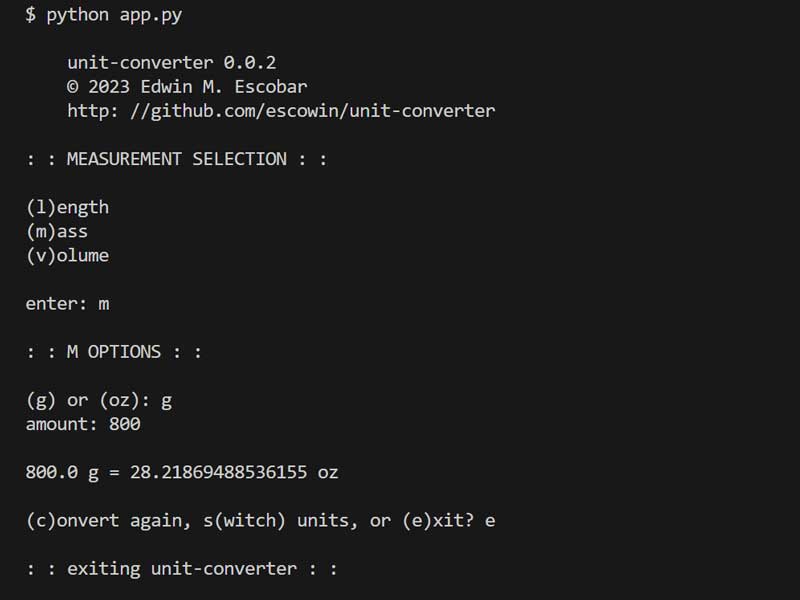 $ python app.py
unit-converter 0.0.2
© 2023 Edwin M. Escobar
http: //github.com/escowin/unit-converter
: : MEASUREMENT SELECTION : :
(l)ength
(m)ass
(v)olume
enter: m
: : M OPTIONS : :
(g) or (oz): g
amount: 800
800.0 g = 28.21869488536155 oz
(c)onvert again, s(witch) units, or (e)xit? e
: : exiting unit-converter : :